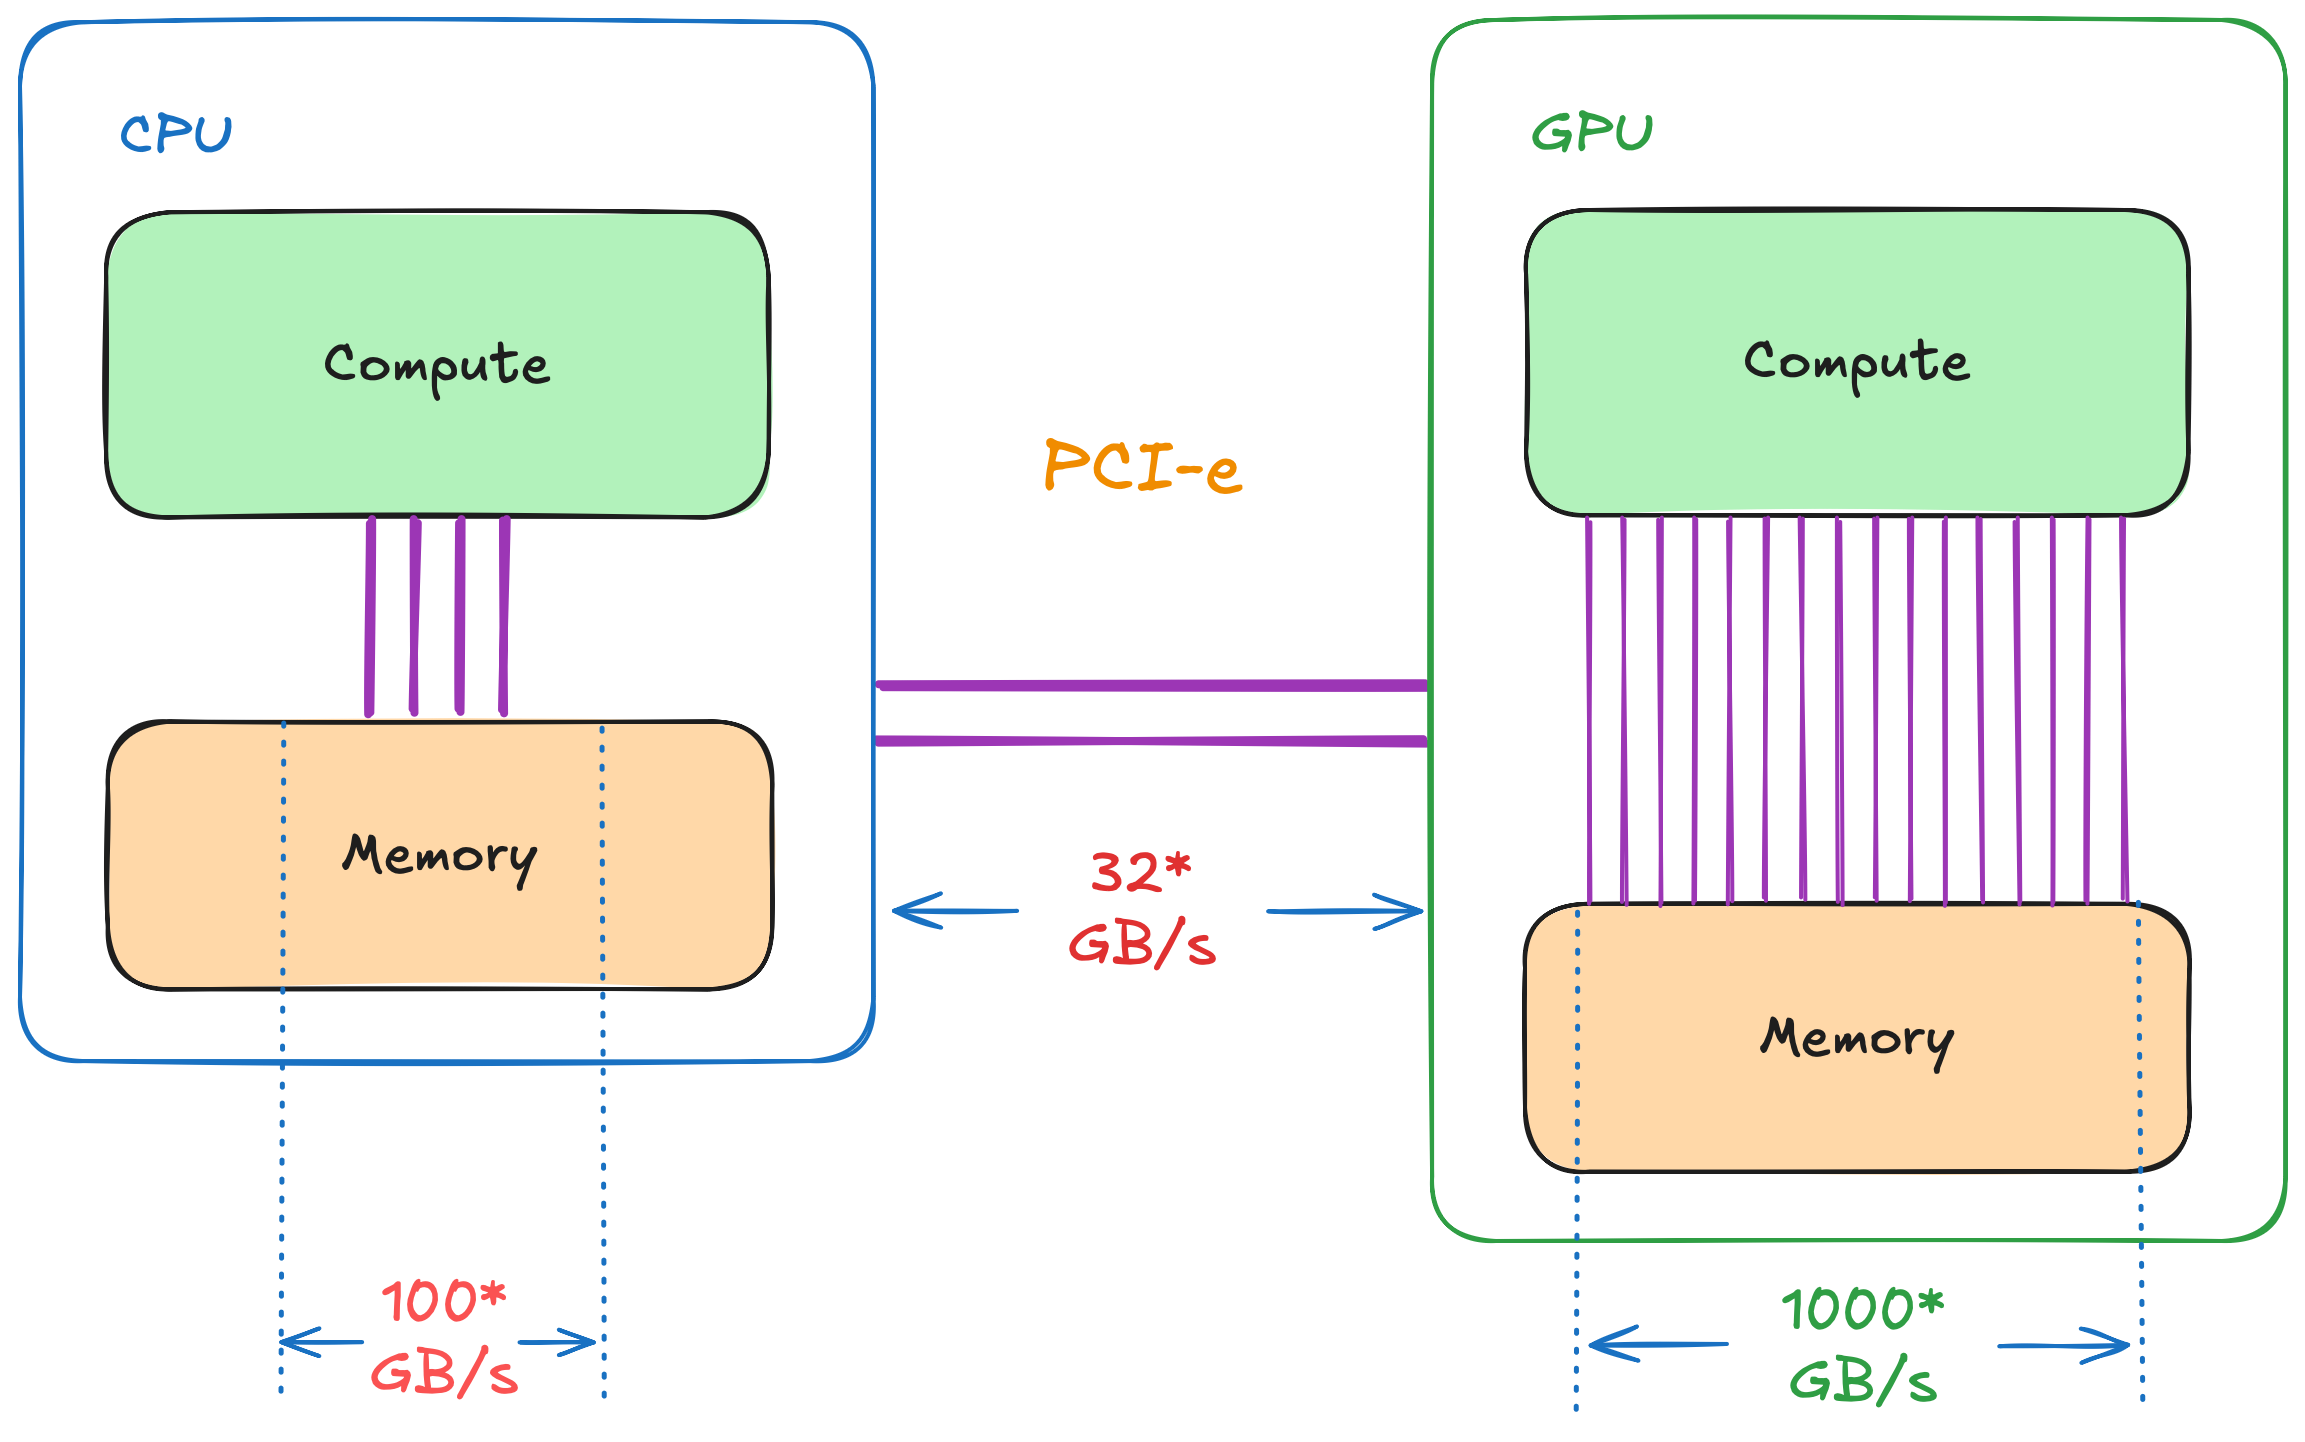 CPU
GPU
Compute
Compute
PCI-e
Memory
32*
GB/s
Memory
100*
GB/s
1000*
GB/s